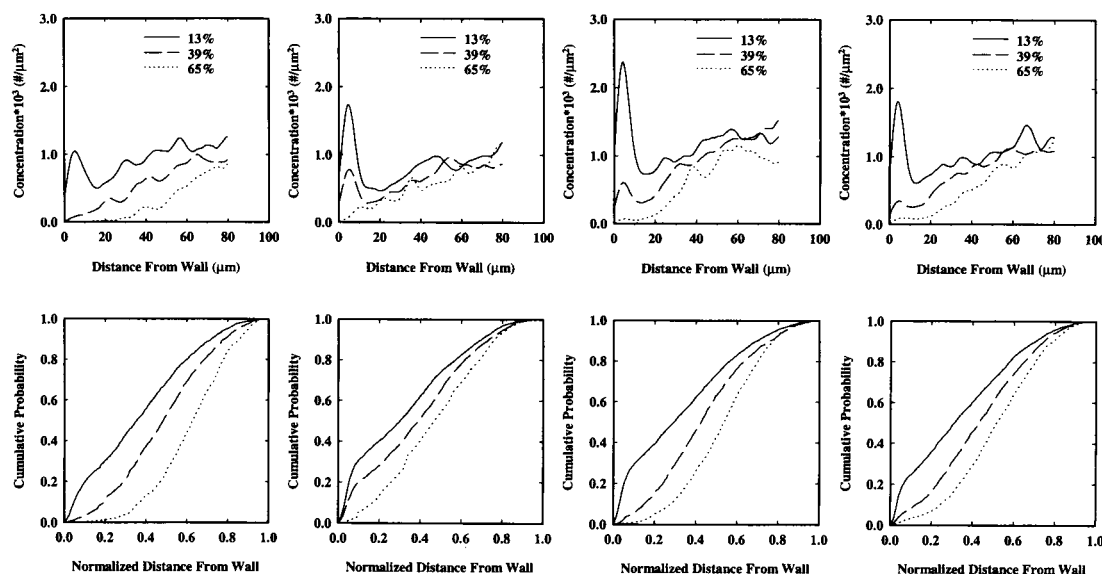 3.0
2.0
1.0
0.0
Concentration*10³ (#/μm²)
13%
39%
65%
0 20 40 60 80 100
Distance From Wall (μm)
3.0
2.0
1.0
0.0
Concentration*10³ (#/μm²)
13%
39%
65%
0 20 40 60 80 100
Distance From Wall (μm)
3.0
2.0
1.0
0.0
Concentration*10³ (#/μm²)
13%
39%
65%
0 20 40 60 80 100
Distance From Wall (μm)
3.0
2.0
1.0
0.0
Concentration*10³ (#/μm²)
13%
39%
65%
0 20 40 60 80 100
Distance From Wall (μm)
1.0
0.8
0.6
0.4
0.2
0.0
Cumulative Probability
0.0 0.2 0.4 0.6 0.8 1.0
Normalized Distance From Wall
1.0
0.8
0.6
0.4
0.2
0.0
Cumulative Probability
0.0 0.2 0.4 0.6 0.8 1.0
Normalized Distance From Wall
1.0
0.8
0.6
0.4
0.2
0.0
Cumulative Probability
0.0 0.2 0.4 0.6 0.8 1.0
Normalized Distance From Wall
1.0
0.8
0.6
0.4
0.2
0.0
Cumulative Probability
0.0 0.2 0.4 0.6 0.8 1.0
Normalized Distance From Wall